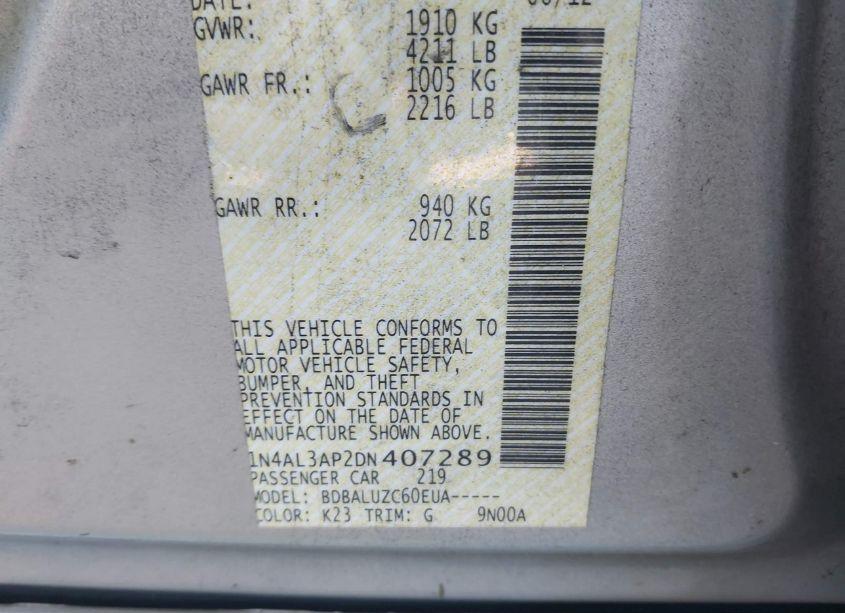 DATE:
GVWR: 1910 KG
4211 LB
GAWR FR.: 1005 KG
2216 LB
GAWR RR.: 940 KG
2072 LB
THIS VEHICLE CONFORMS TO
ALL APPLICABLE FEDERAL
MOTOR VEHICLE SAFETY,
BUMPER, AND THEFT
PREVENTION STANDARDS IN
EFFECT ON THE DATE OF
MANUFACTURE SHOWN ABOVE.
1N4AL3AP2DN407289
PASSENGER CAR 219
MODEL: BDBALUZC60EUA-----
COLOR: K23 TRIM: G 9N00A